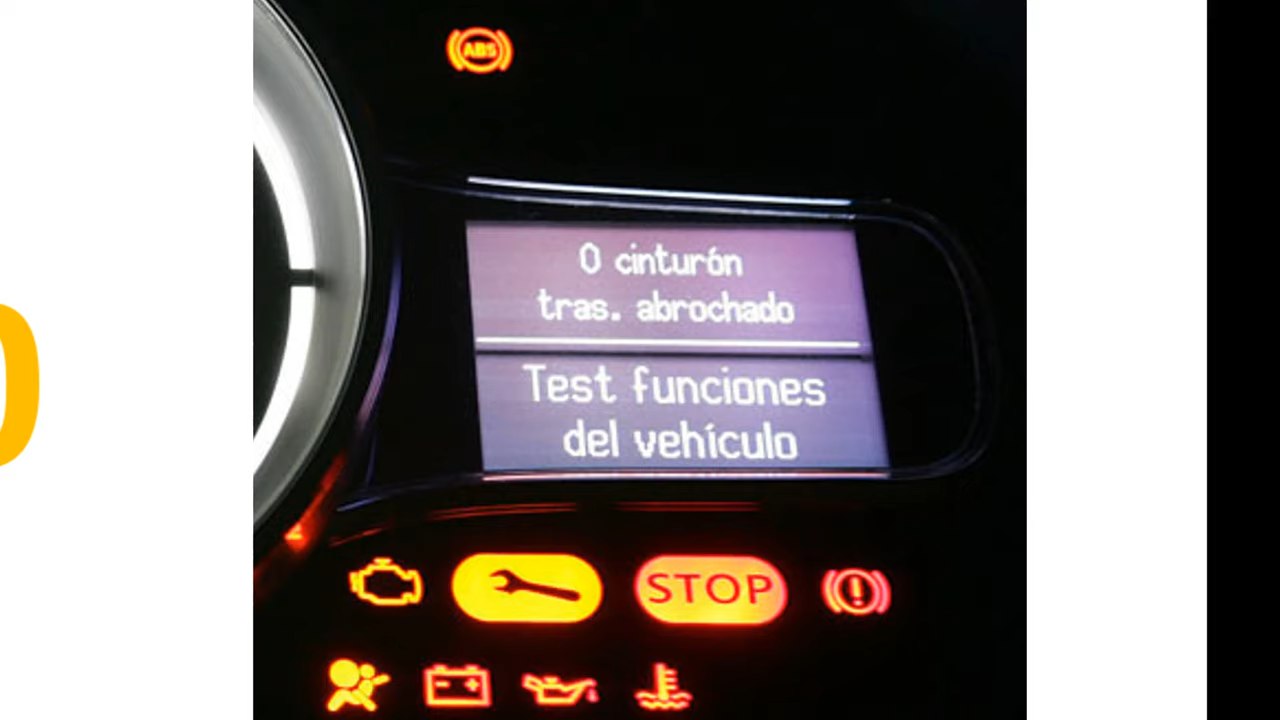 ABS
0 cinturón
tras. abrochado
Test funciones
del vehículo
STOP